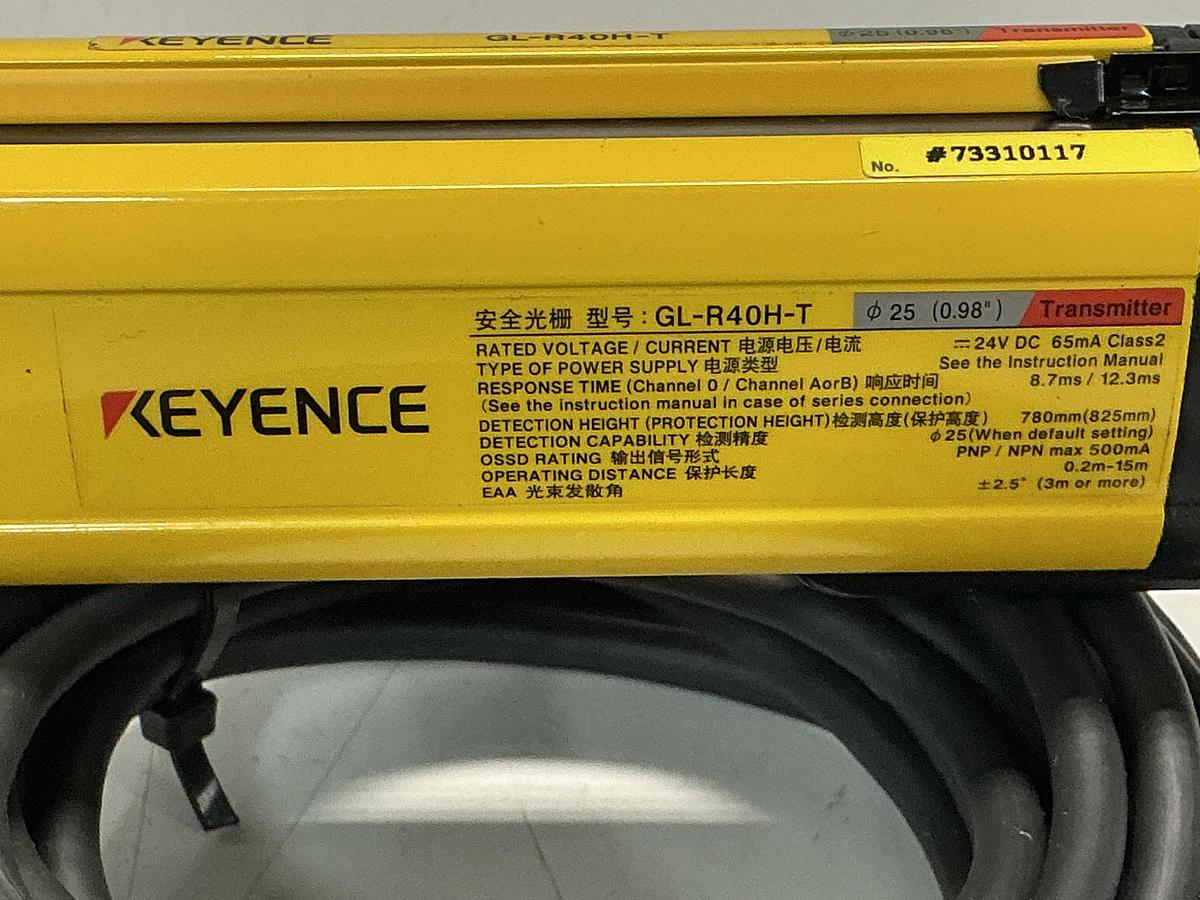 KEYENCE GL-R40H-T φ25 (0.98") Transmitter
No. #73310117
安全光栅 型号: GL-R40H-T φ25 (0.98") Transmitter
RATED VOLTAGE / CURRENT 电源电压/电流 ⎓24V DC 65mA Class2
TYPE OF POWER SUPPLY 电源类型 See the Instruction Manual
RESPONSE TIME (Channel 0 / Channel AorB) 响应时间 8.7ms / 12.3ms
(See the instruction manual in case of series connection)
DETECTION HEIGHT (PROTECTION HEIGHT)检测高度(保护高度) 780mm(825mm)
DETECTION CAPABILITY 检测精度 φ25(When default setting)
OSSD RATING 输出信号形式 PNP / NPN max 500mA
OPERATING DISTANCE 保护长度 0.2m-15m
EAA 光束发散角 ±2.5° (3m or more)
KEYENCE